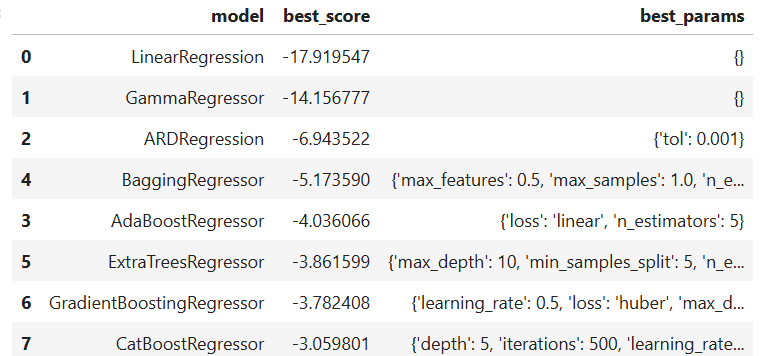 model best_score best_params
0 LinearRegression -17.919547 {}
1 GammaRegressor -14.156777 {}
2 ARDRegression -6.943522 {'tol': 0.001}
4 BaggingRegressor -5.173590 {'max_features': 0.5, 'max_samples': 1.0, 'n_e...
3 AdaBoostRegressor -4.036066 {'loss': 'linear', 'n_estimators': 5}
5 ExtraTreesRegressor -3.861599 {'max_depth': 10, 'min_samples_split': 5, 'n_e...
6 GradientBoostingRegressor -3.782408 {'learning_rate': 0.5, 'loss': 'huber', 'max_d...
7 CatBoostRegressor -3.059801 {'depth': 5, 'iterations': 500, 'learning_rate...